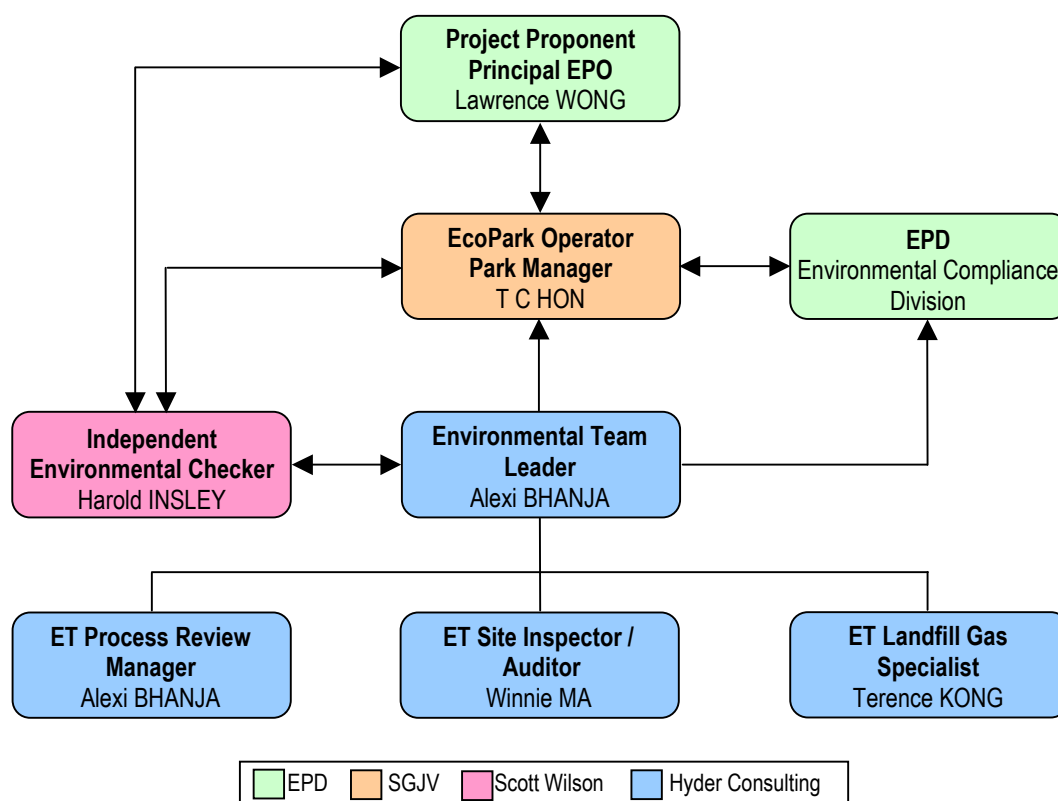 Project Proponent
Principal EPO
Lawrence WONG
EcoPark Operator
Park Manager
T C HON
EPD
Environmental Compliance
Division
Independent
Environmental Checker
Harold INSLEY
Environmental Team
Leader
Alexi BHANJA
ET Process Review
Manager
Alexi BHANJA
ET Site Inspector /
Auditor
Winnie MA
ET Landfill Gas
Specialist
Terence KONG
EPD SGJV Scott Wilson Hyder Consulting